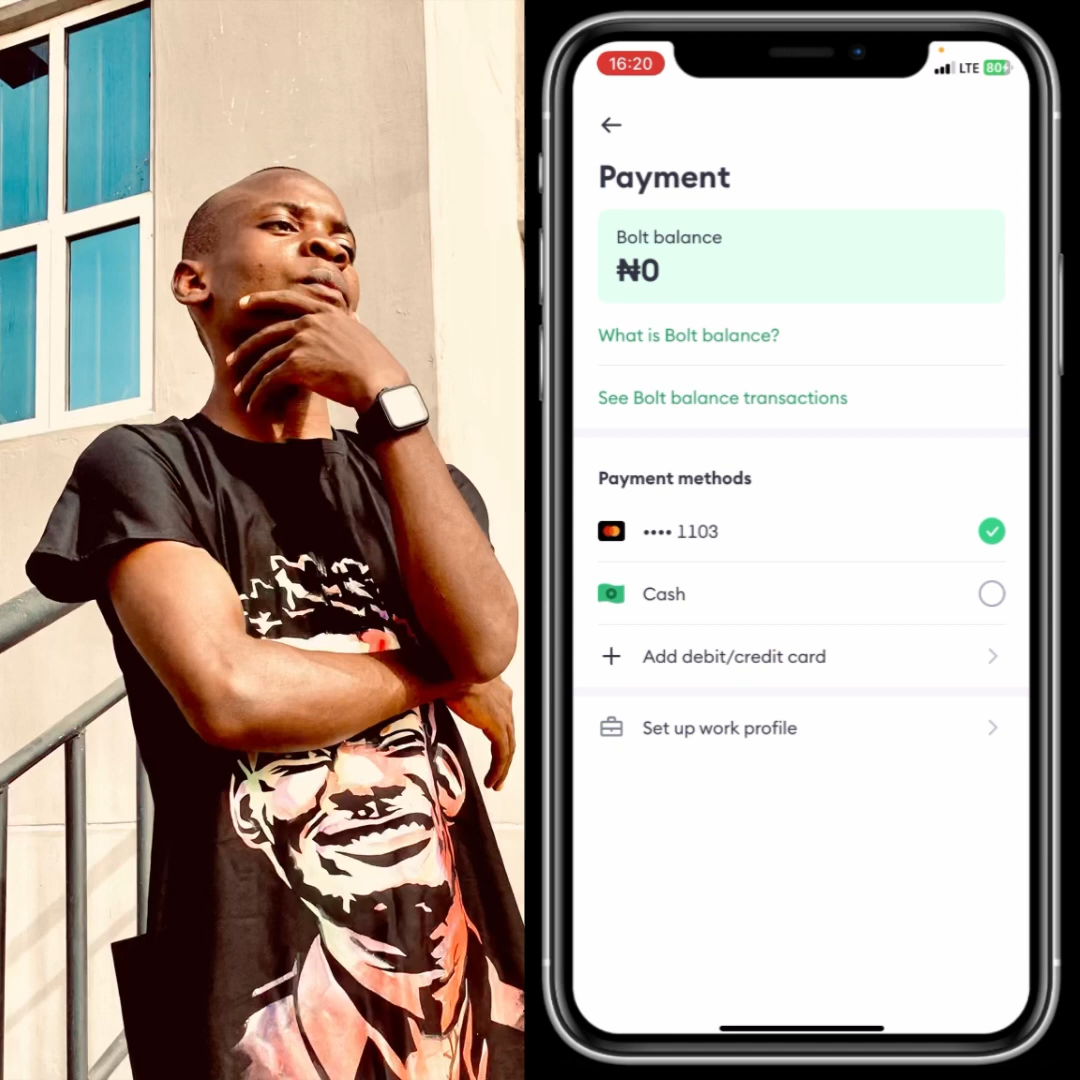 16:20
LTE 80
Payment
Bolt balance
₦0
What is Bolt balance?
See Bolt balance transactions
Payment methods
•••• 1103
Cash
Add debit/credit card
Set up work profile